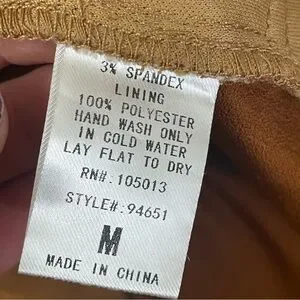 3% SPANDEX
LINING
100% POLYESTER
HAND WASH ONLY
IN COLD WATER
LAY FLAT TO DRY
RN#. 105013
STYLE#:94651
M
MADE IN CHINA